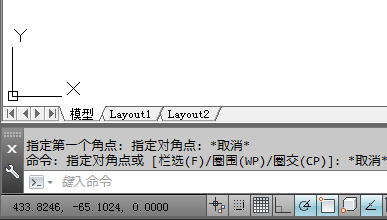 Y
X
模型 Layout1 Layout2
指定第一个角点: 指定对角点: *取消*
命令: 指定对角点或 [栏选(F)/圈围(WP)/圈交(CP)]: *取消*
键入命令
433.8246, -65.1024, 0.0000